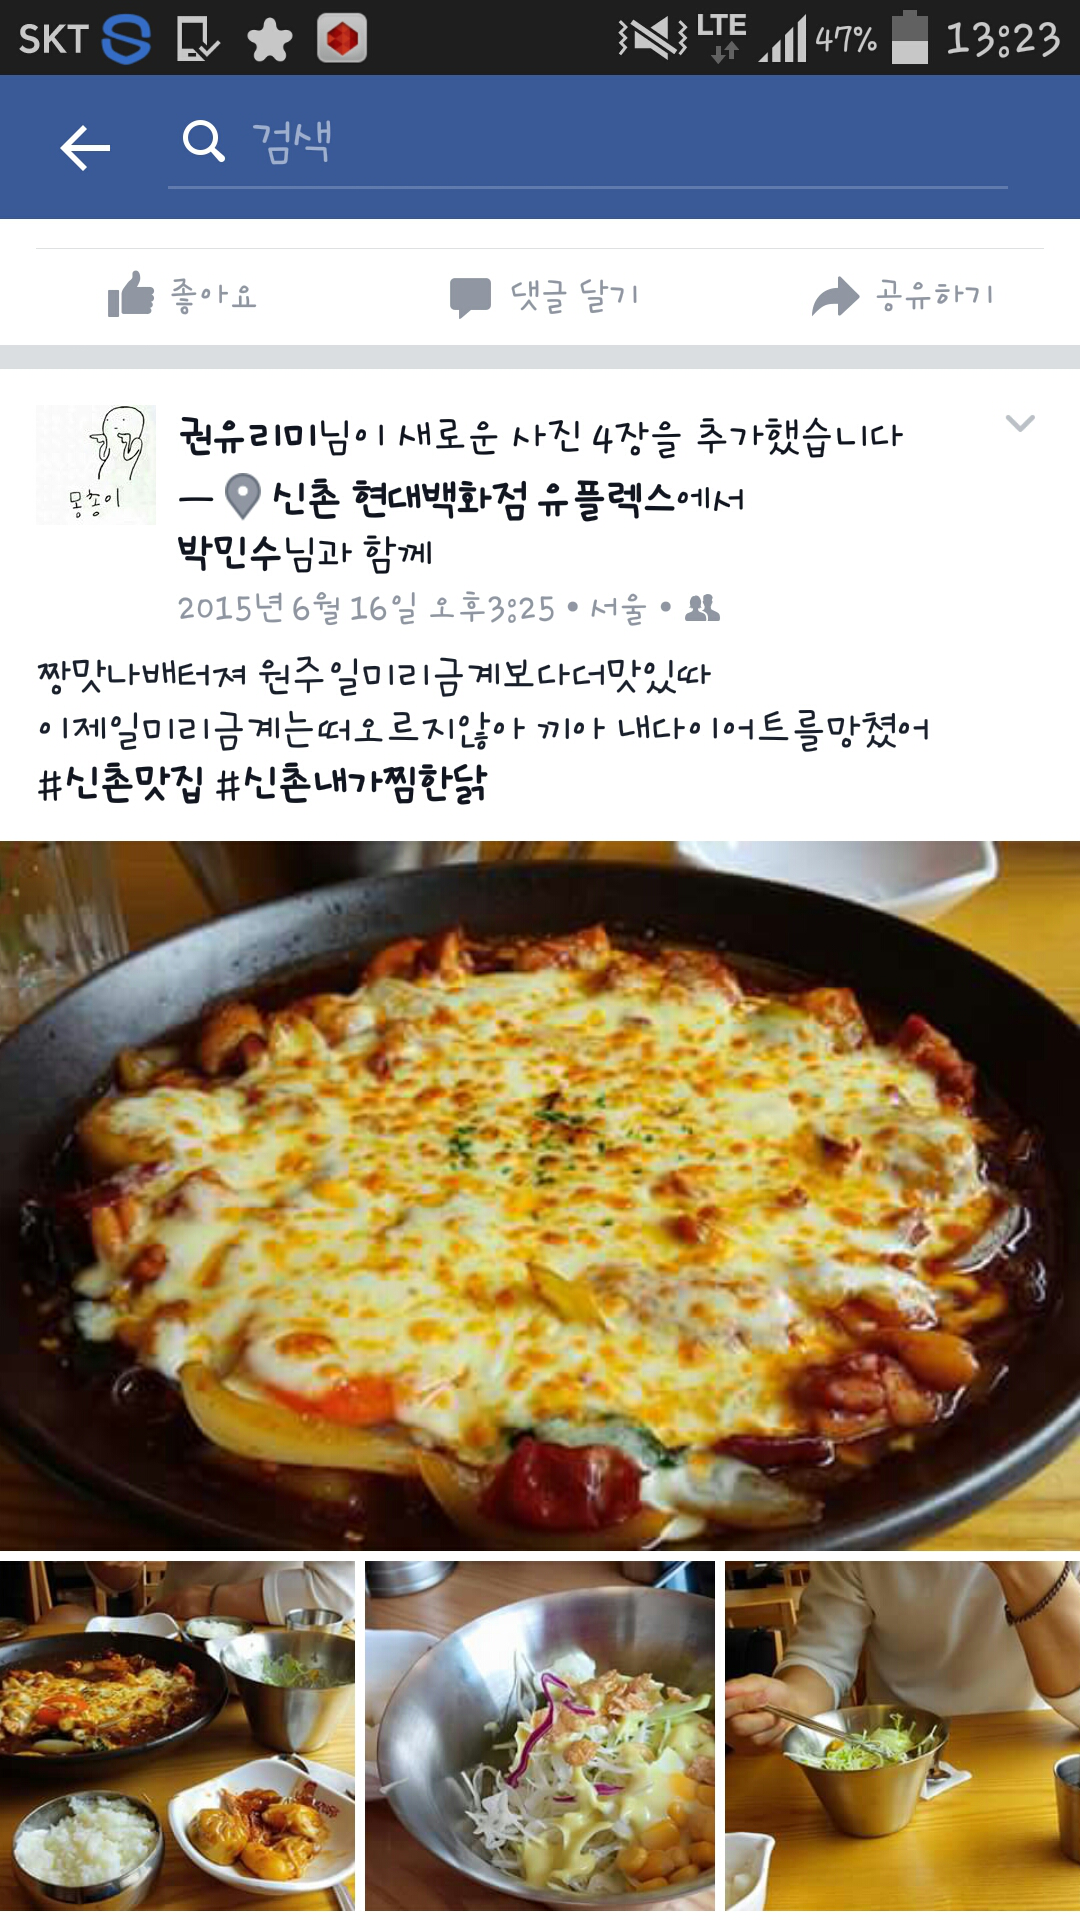 SKT LTE 47% 13:23
검색
좋아요 댓글 달기 공유하기
권유리미님이 새로운 사진 4장을 추가했습니다
— 신촌 현대백화점 유플렉스에서
박민수님과 함께
2015년 6월 16일 오후3:25 • 서울 •
몽총이
짱맛나배터져 원주일미리금계보다더맛있따
이제일미리금계는떠오르지않아 끼아 내다이어트를망쳤어
#신촌맛집 #신촌내가찜한닭